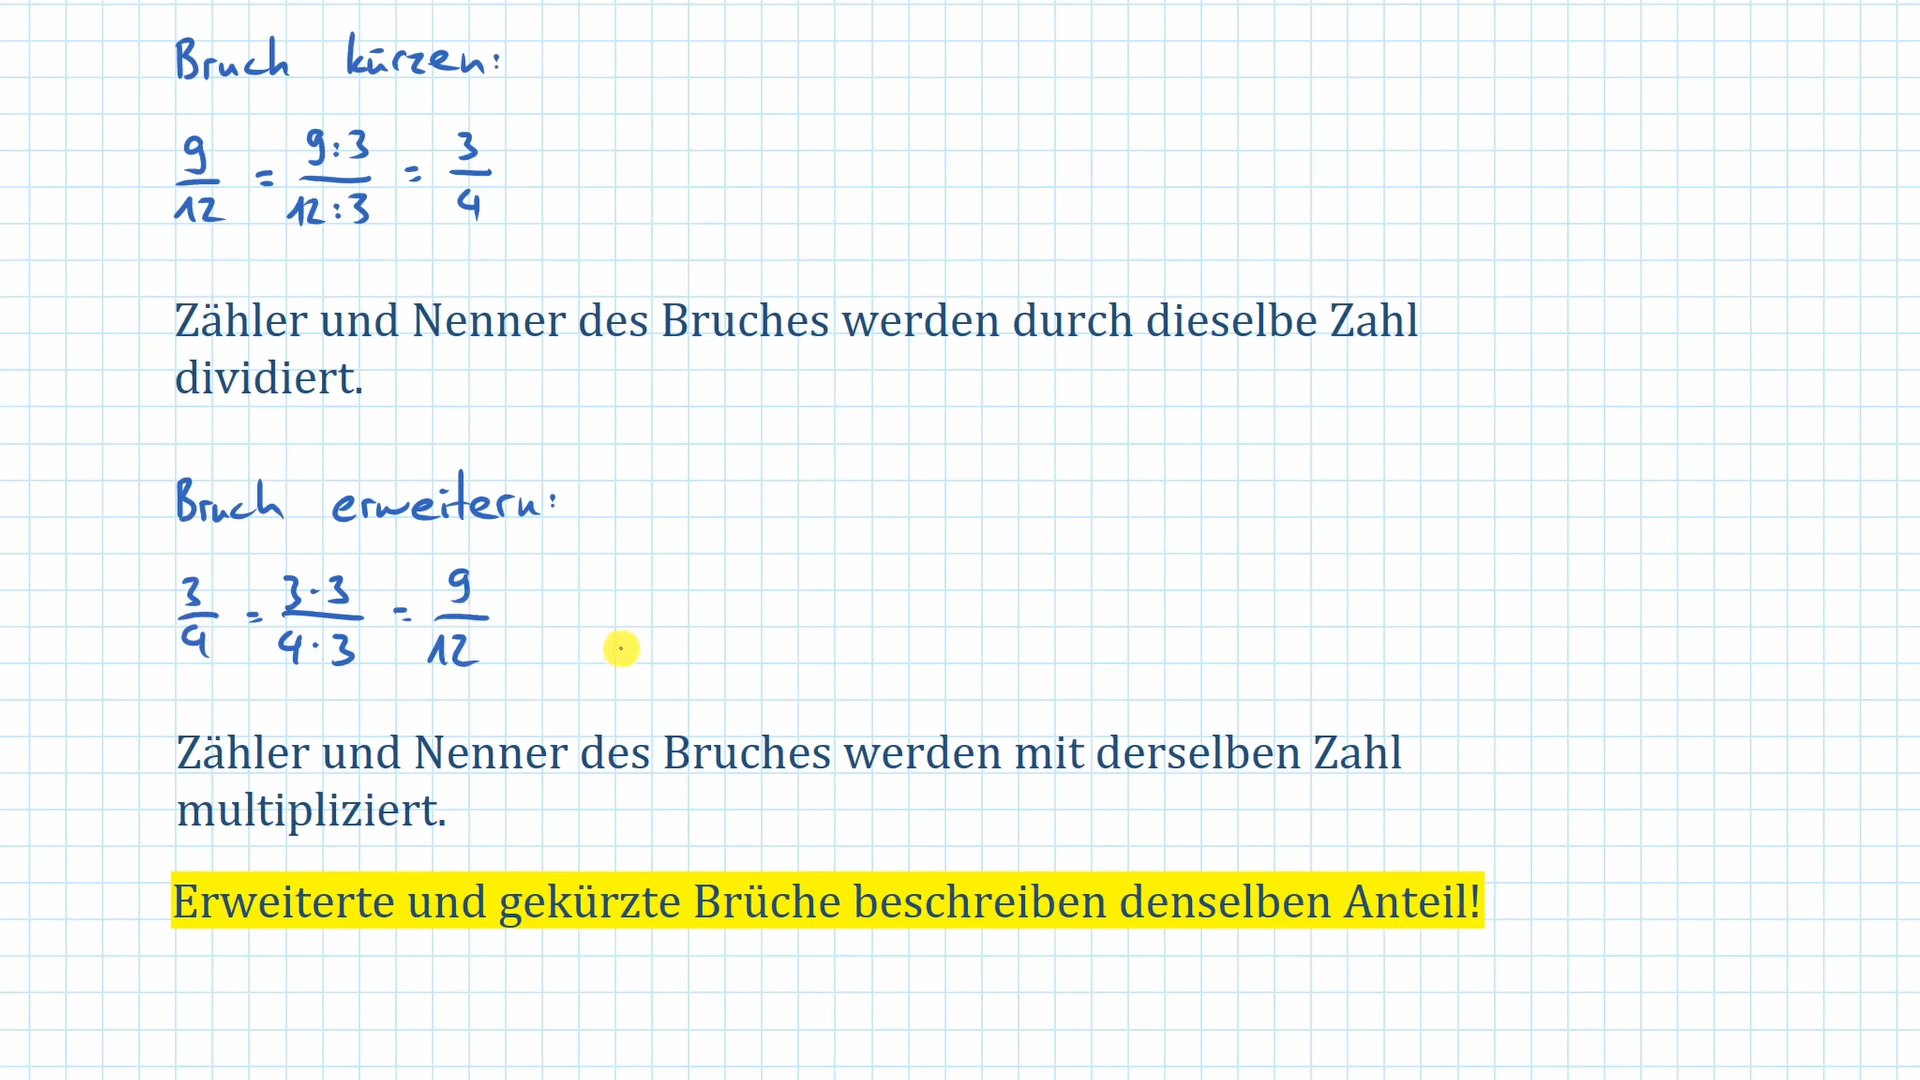 Bruch kürzen:
9/12 = 9:3/12:3 = 3/4
Zähler und Nenner des Bruches werden durch dieselbe Zahl
dividiert.
Bruch erweitern:
3/4 = 3·3/4·3 = 9/12
Zähler und Nenner des Bruches werden mit derselben Zahl
multipliziert.
Erweiterte und gekürzte Brüche beschreiben denselben Anteil!